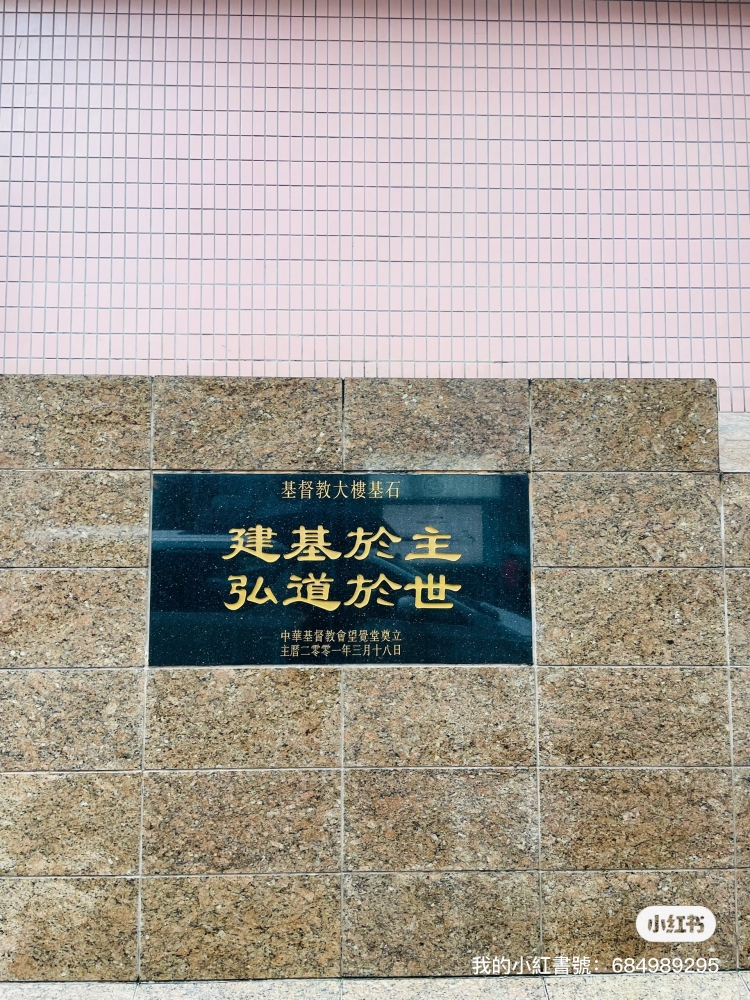 基督教大樓基石
建基於主
弘道於世
中華基督教會望覺堂奠立
主曆二零零一年三月十八日
小红书
我的小紅書號：684989295